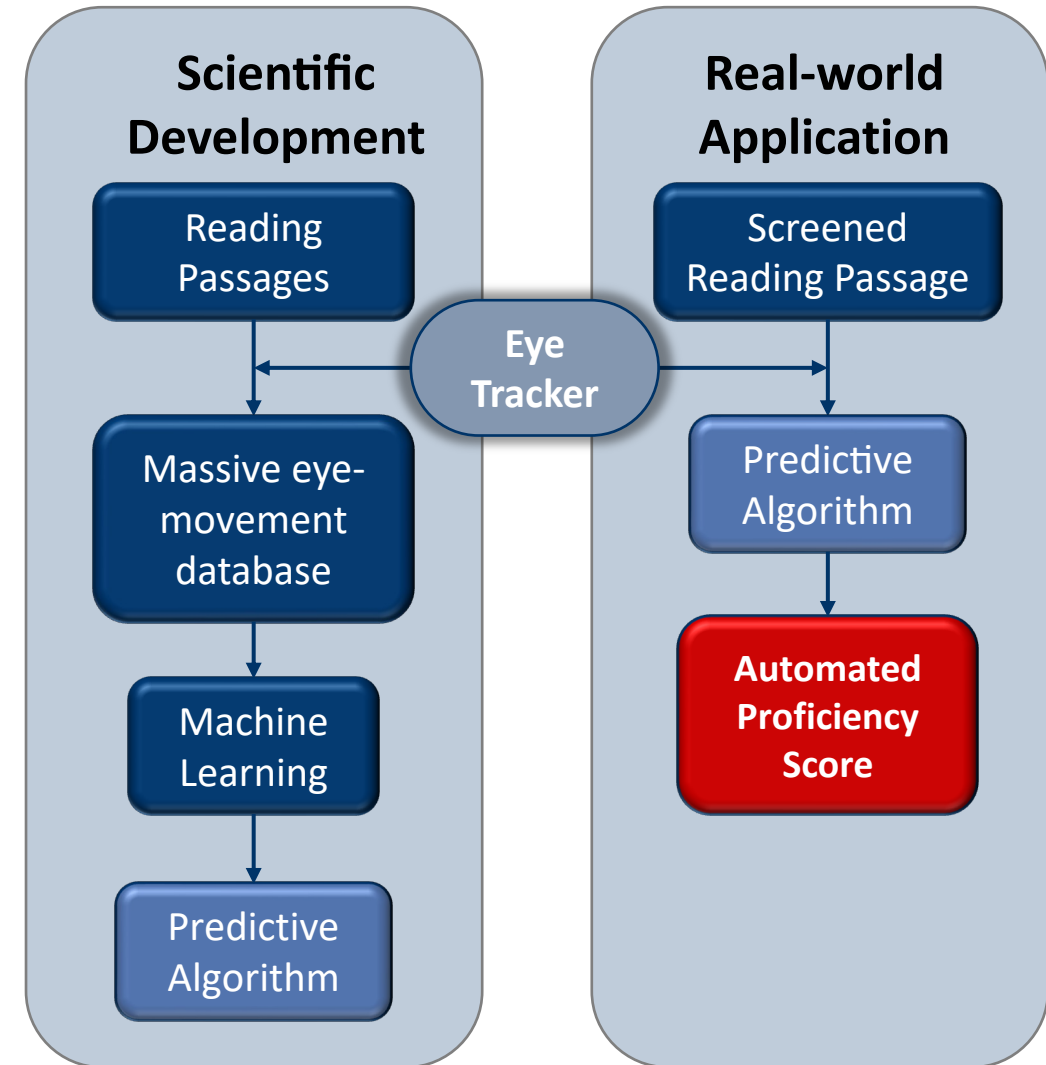 Scientific
Development
Reading
Passages
Massive eye-
movement
database
Machine
Learning
Predictive
Algorithm
Eye
Tracker
Real-world
Application
Screened
Reading Passage
Predictive
Algorithm
Automated
Proficiency
Score